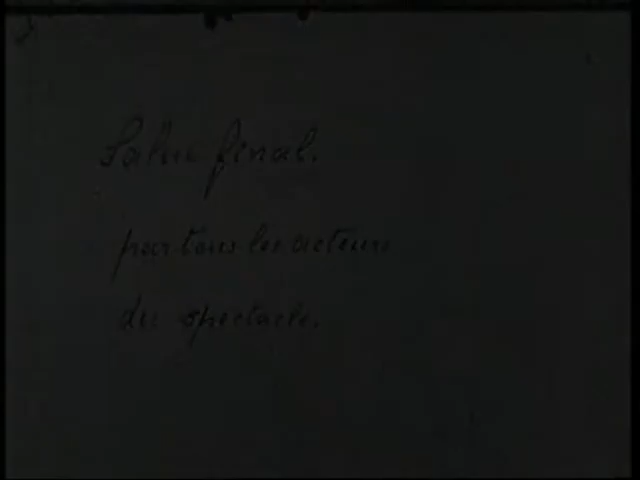 Salut final.
par tous les acteurs
du spectacle.